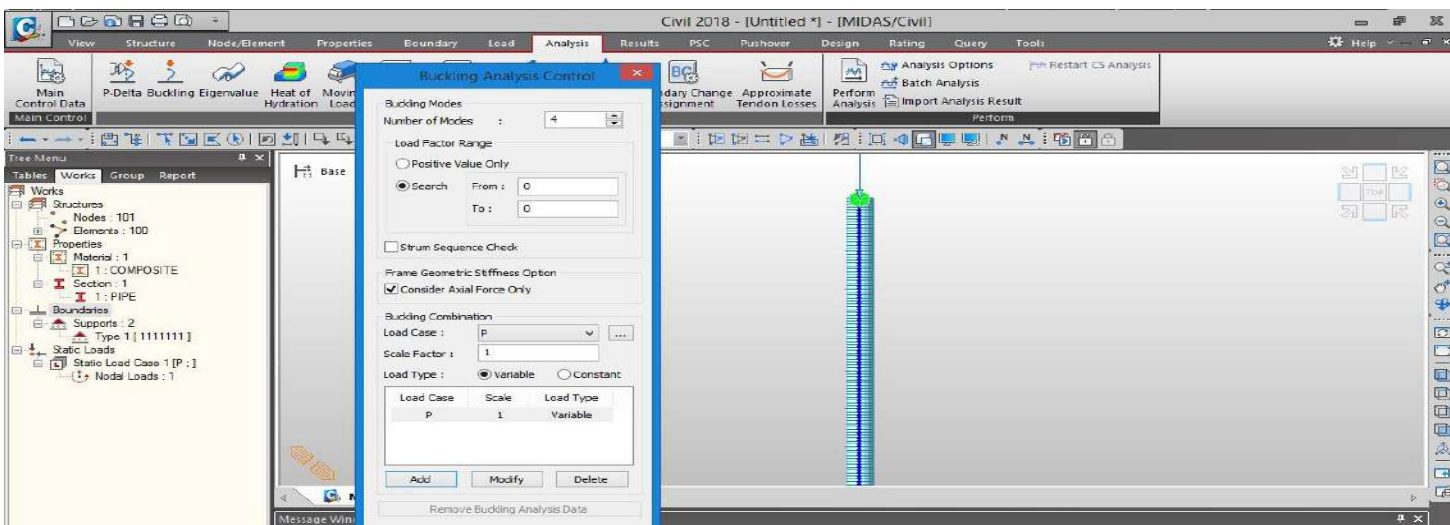 Civil 2018 - [Untitled *] - [MIDAS/Civil]
View Structure Node/Element Properties Boundary Load Analysis Results PSC Pushover Design Rating Query Tools Help
Main Control Data
P-Delta Buckling Eigenvalue
Heat of Hydration
Load
Approximate Tendon Losses
Perform Analysis
Analysis Options
Batch Analysis
Import Analysis Result
Restart CS Analysis
Main Control
Perform
Tree Menu
Tables Works Group Report
Works
Structures
Nodes : 101
Elements : 100
Properties
Material : 1
1 : COMPOSITE
Section : 1
1 : PIPE
Boundaries
Supports : 2
Type 1 [ 1111111 ]
Static Loads
Static Load Case 1 [P ; ]
Nodal Loads : 1
Base
Buckling Analysis Control
Buckling Modes
Number of Modes : 4
Load Factor Range
Positive Value Only
Search From : 0
To : 0
Strum Sequence Check
Frame Geometric Stiffness Option
Consider Axial Force Only
Buckling Combination
Load Case : P ...
Scale Factor : 1
Load Type : Variable Constant
Load Case Scale Load Type
P 1 Variable
Add Modify Delete
Remove Buckling Analysis Data
TOP